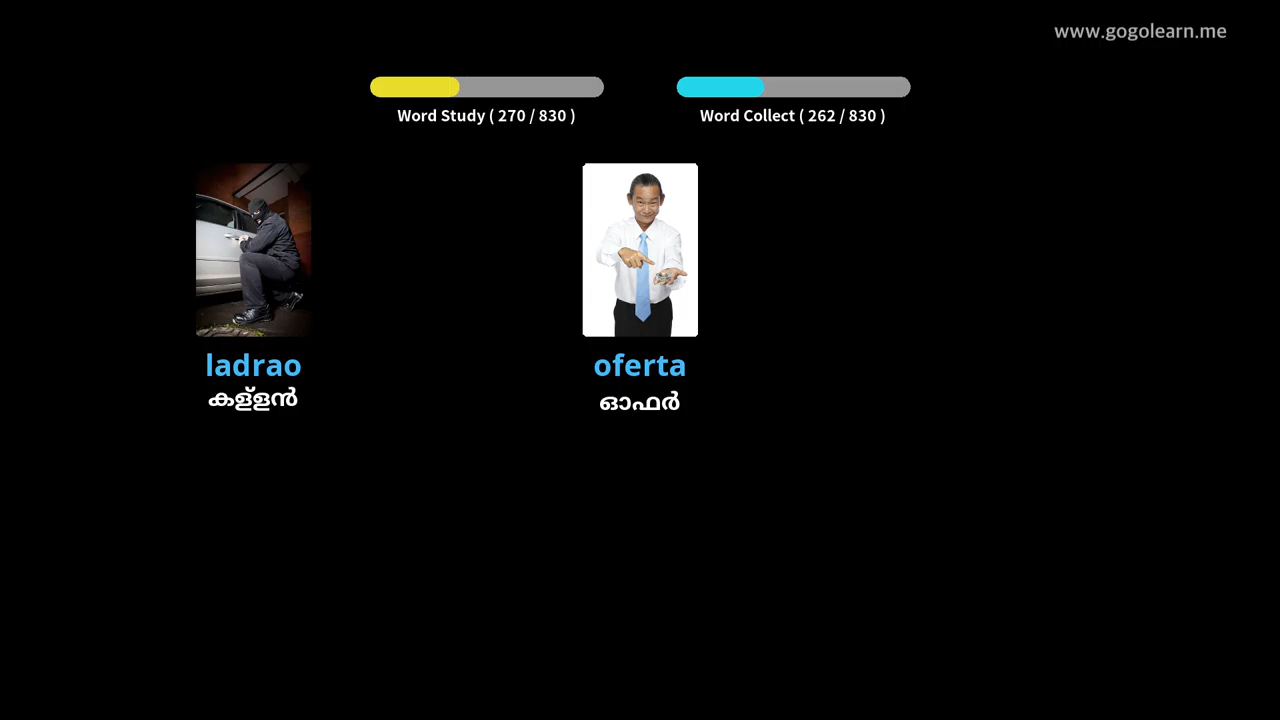 www.gogolearn.me
Word Study ( 270 / 830 )
Word Collect ( 262 / 830 )
ladrao
കള്ളൻ
oferta
ഓഫർ